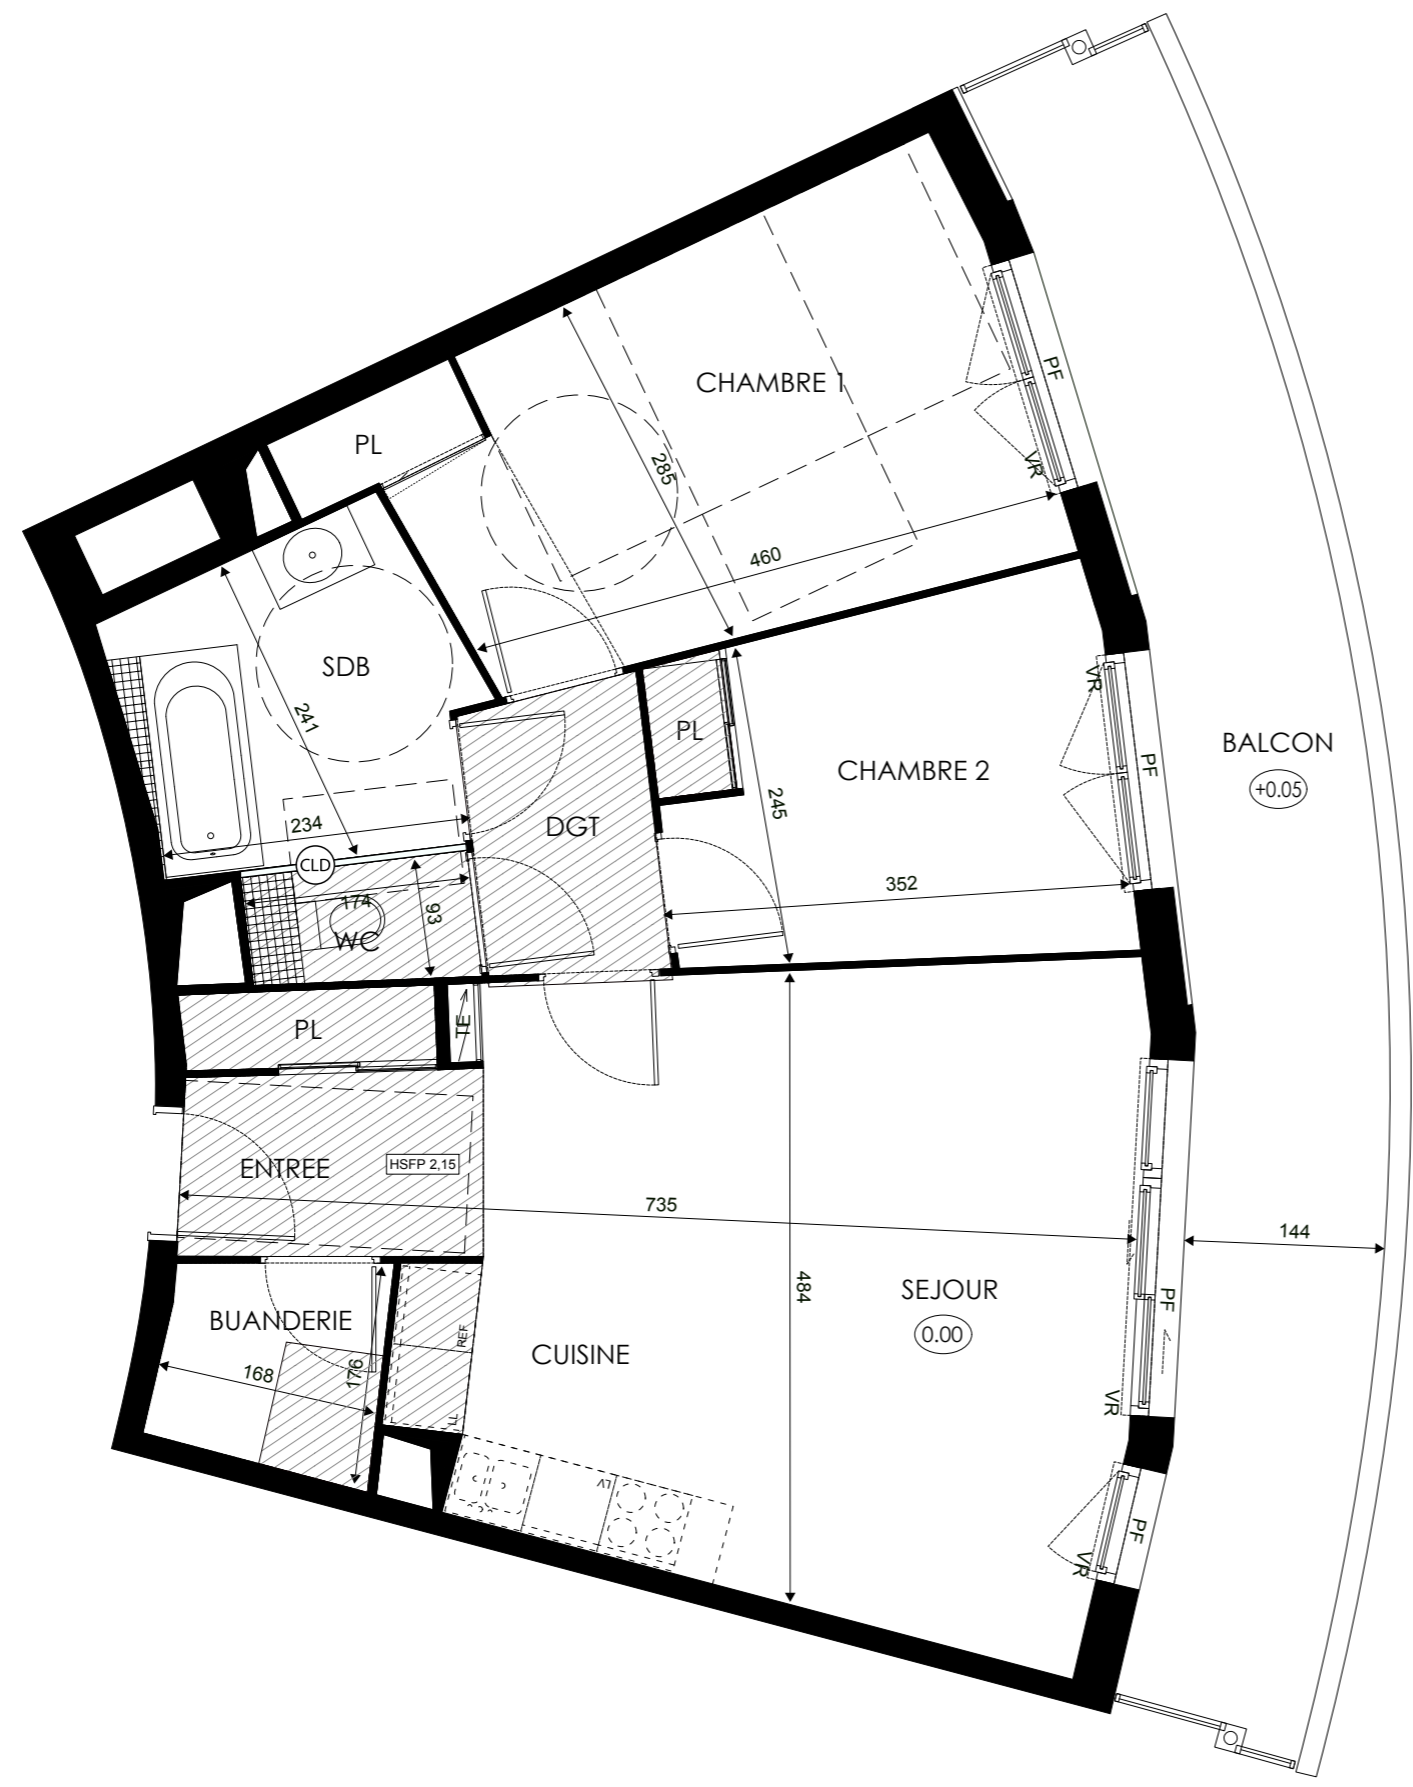 CHAMBRE 1
PF
PL
285
VR
460
SDB
241
VR
PL
CHAMBRE 2
PF
BALCON
+0.05
245
DGT
234
CLD
174
93
WC
352
PL
TE
ENTREE
HSFP 2,15
735
144
484
SEJOUR
0.00
PF
BUANDERIE
REF
CUISINE
168
176
VR
LL
LV
PF
VR